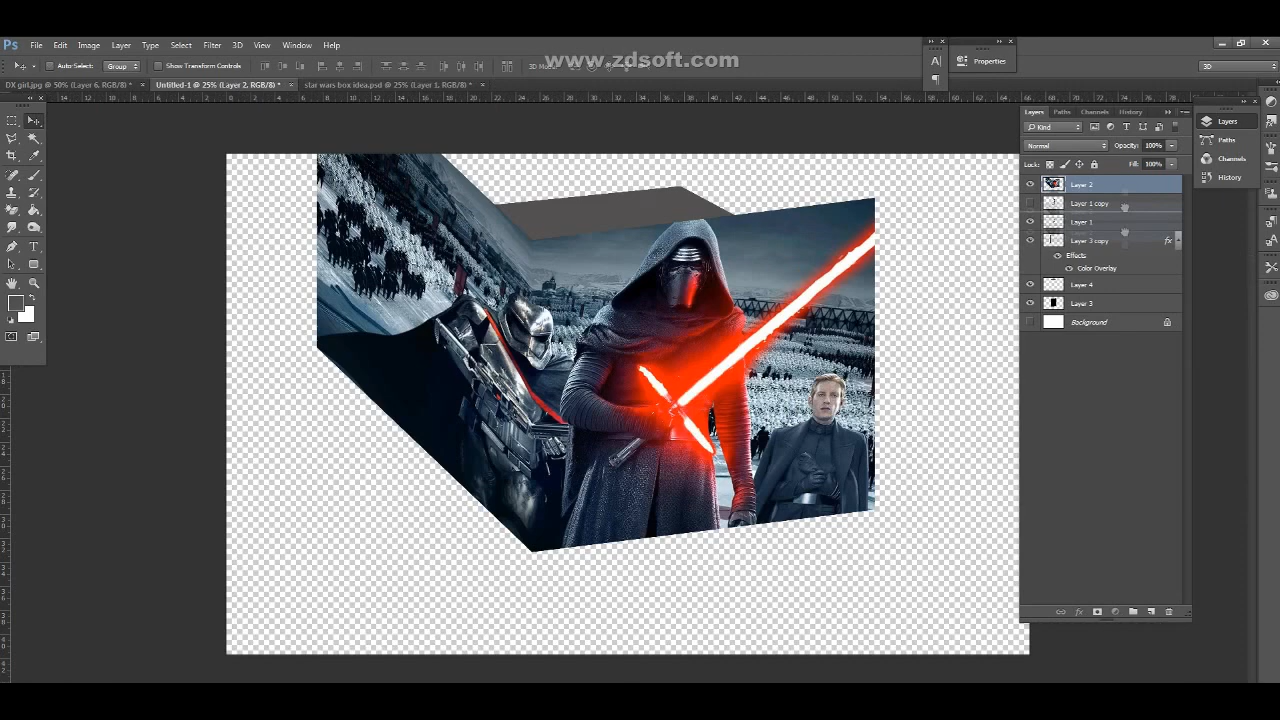 www.zdsoft.com
Ps File Edit Image Layer Type Select Filter 3D View Window Help
Auto-Select: Group Show Transform Controls
Properties
3D
DX girl.jpg @ 50% (Layer 6, RGB/8) * × Untitled-1 @ 25% (Layer 2, RGB/8) * × star wars box idea.psd @ 25% (Layer 1, RGB/8) * ×
Layers Paths Channels History
Kind
Normal Opacity: 100%
Lock: Fill: 100%
Layer 2
Layer 1 copy
Layer 1
Layer 3 copy fx
Effects
Color Overlay
Layer 4
Layer 3
Background
Layers
Paths
Channels
History